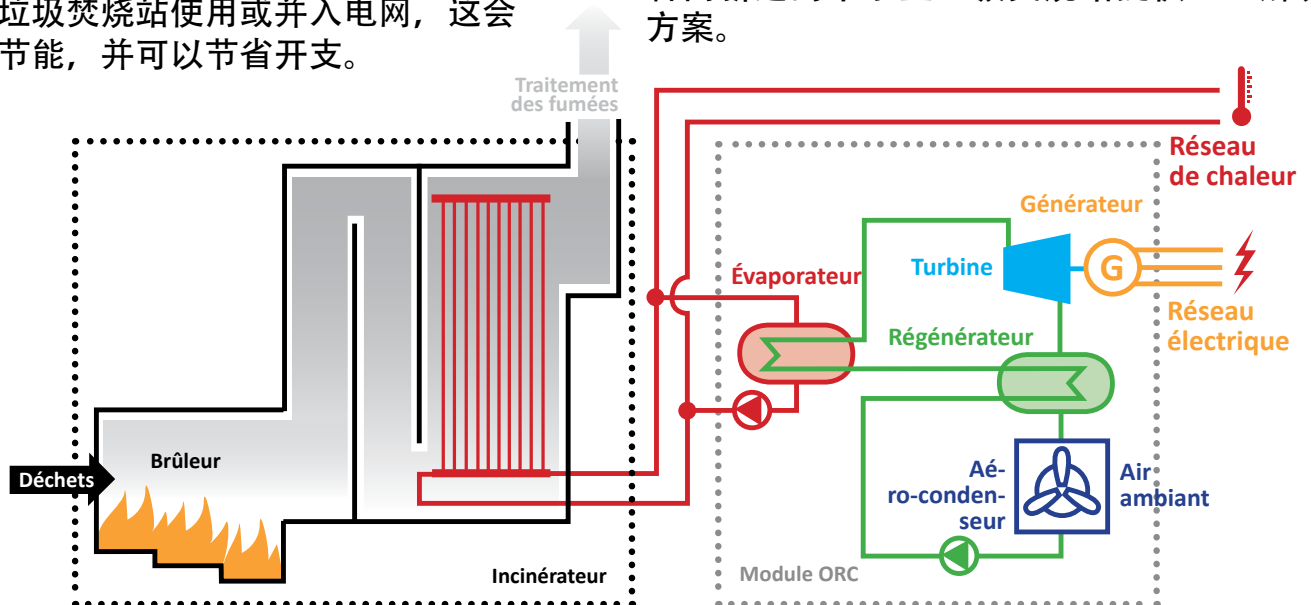 垃圾焚烧站使用或并入电网，这会
节能，并可以节省开支。
方案。
Traitement
des fumées
Réseau
de chaleur
Générateur
G
Turbine
Évaporateur
Réseau
électrique
Régénérateur
Brûleur
Déchets
Aé-
ro-conden-
seur
Air
ambiant
Incinérateur
Module ORC